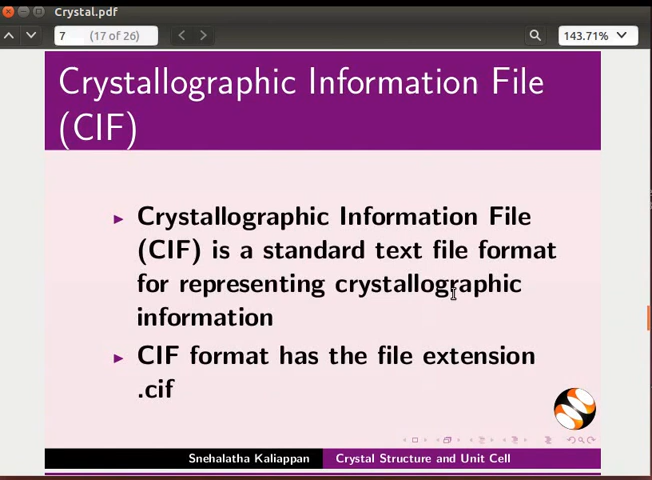 Crystal.pdf
7 (17 of 26) 143.71%
Crystallographic Information File
(CIF)
Crystallographic Information File
(CIF) is a standard text file format
for representing crystallographic
information
CIF format has the file extension
.cif
Snehalatha Kaliappan Crystal Structure and Unit Cell